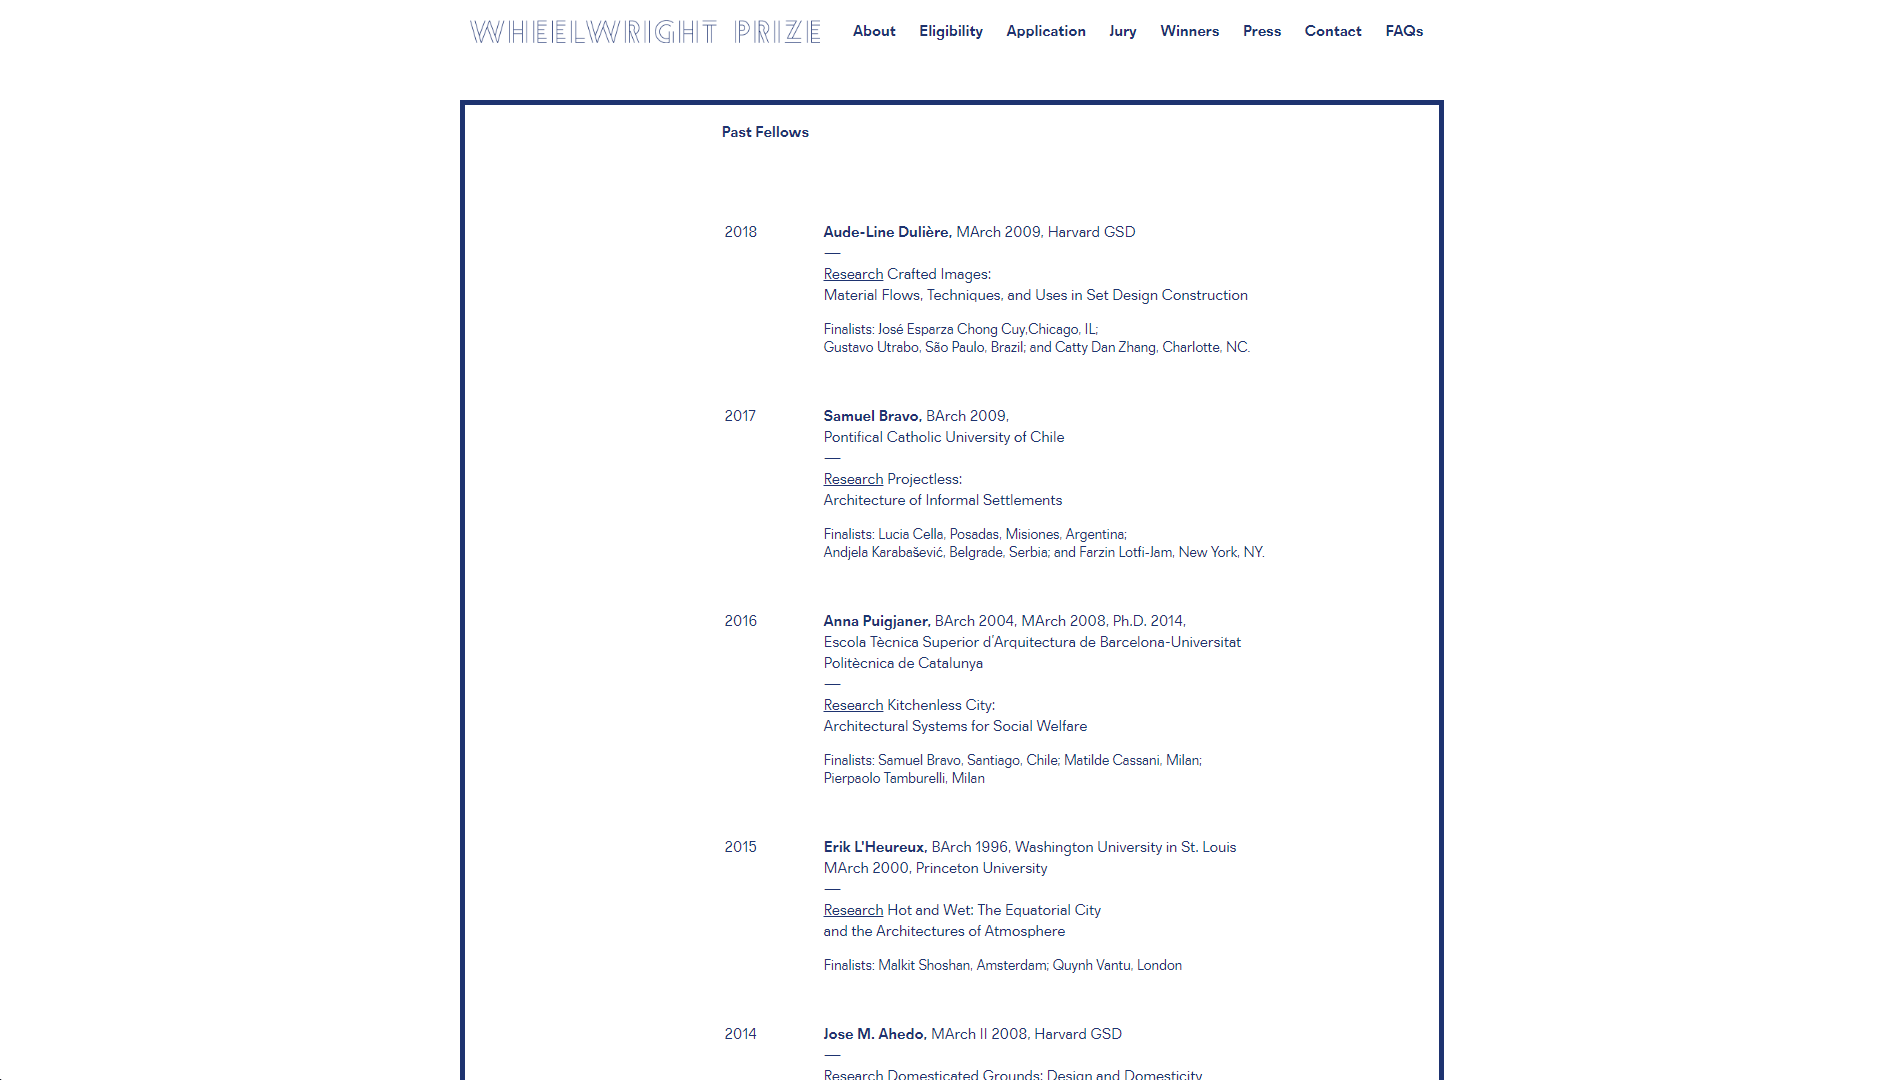 WHEELWRIGHT PRIZE
About Eligibility Application Jury Winners Press Contact FAQs
Past Fellows
2018 Aude-Line Dulière, MArch 2009, Harvard GSD
—
Research Crafted Images:
Material Flows, Techniques, and Uses in Set Design Construction
Finalists: José Esparza Chong Cuy,Chicago, IL;
Gustavo Utrabo, São Paulo, Brazil; and Catty Dan Zhang, Charlotte, NC.
2017 Samuel Bravo, BArch 2009,
Pontifical Catholic University of Chile
—
Research Projectless:
Architecture of Informal Settlements
Finalists: Lucia Cella, Posadas, Misiones, Argentina;
Andjela Karabašević, Belgrade, Serbia; and Farzin Lotfi-Jam, New York, NY.
2016 Anna Puigjaner, BArch 2004, MArch 2008, Ph.D. 2014,
Escola Tècnica Superior d'Arquitectura de Barcelona-Universitat
Politècnica de Catalunya
—
Research Kitchenless City:
Architectural Systems for Social Welfare
Finalists: Samuel Bravo, Santiago, Chile; Matilde Cassani, Milan;
Pierpaolo Tamburelli, Milan
2015 Erik L'Heureux, BArch 1996, Washington University in St. Louis
MArch 2000, Princeton University
—
Research Hot and Wet: The Equatorial City
and the Architectures of Atmosphere
Finalists: Malkit Shoshan, Amsterdam; Quynh Vantu, London
2014 Jose M. Ahedo, MArch II 2008, Harvard GSD
—
Research Domesticated Grounds: Design and Domesticity